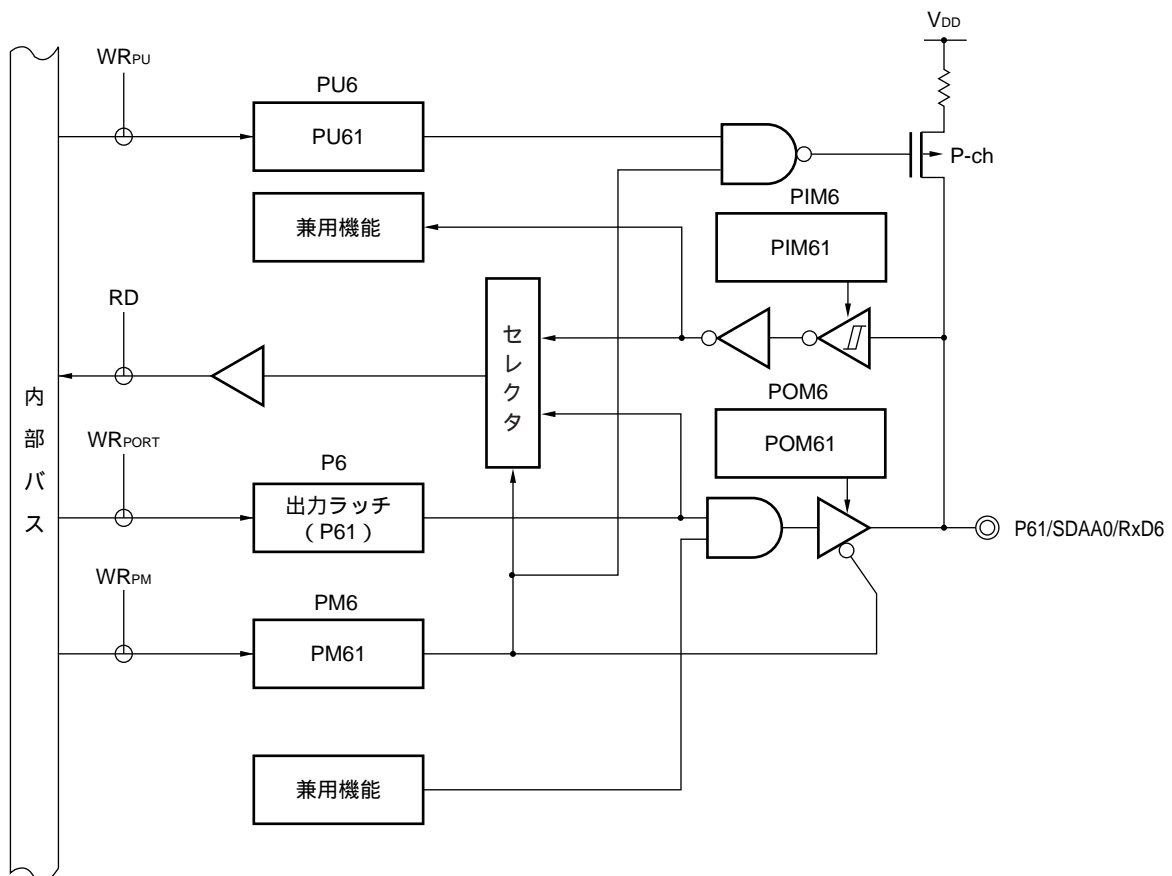 VDD
WRPU
PU6
PU61
P-ch
兼用機能
PIM6
PIM61
RD
セレクタ
内部バス
POM6
POM61
WRPORT
P6
出力ラッチ
（P61）
P61/SDAA0/RxD6
WRPM
PM6
PM61
兼用機能